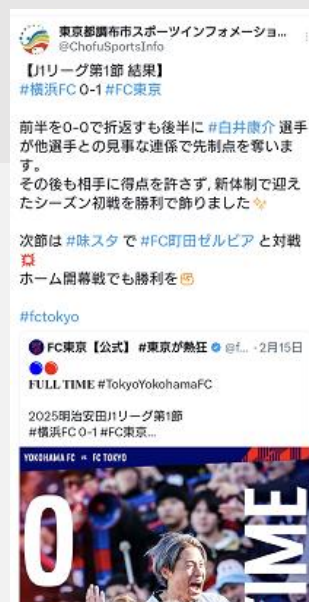 東京都調布市スポーツインフォメーショ...
@ChofuSportsInfo
【J1リーグ第1節 結果】
#横浜FC 0-1 #FC東京
前半を0-0で折返すも後半に #白井康介 選手
が他選手との見事な連係で先制点を奪いま
す。
その後も相手に得点を許さず, 新体制で迎え
たシーズン初戦を勝利で飾りました✨
次節は #味スタ で #FC町田ゼルビア と対戦
💥
ホーム開幕戦でも勝利を✊
#fctokyo
FC東京【公式】 #東京が熱狂 @f... ·2月15日
🔵🔴
FULL TIME #TokyoYokohamaFC
2025明治安田J1リーグ第1節
#横浜FC 0-1 #FC東京...
YOKOHAMA FC vs FC TOKYO
0
IME